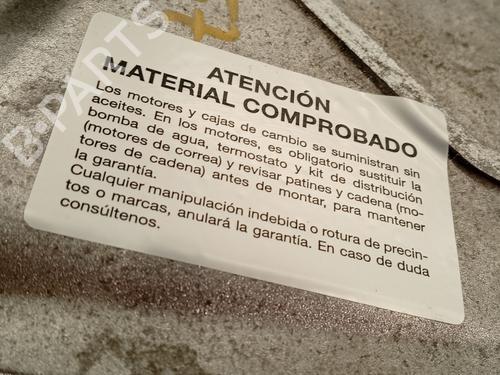 B-PARTS
ATENCIÓN
MATERIAL COMPROBADO
Los motores y cajas de cambio se suministran sin
aceites. En los motores, es obligatorio sustituir la
bomba de agua, termostato y kit de distribución
(motores de correa) y revisar patines y cadena (mo-
tores de cadena) antes de montar, para mantener
la garantía.
Cualquier manipulación indebida o rotura de precin-
tos o marcas, anulará la garantía. En caso de duda
consúltenos.